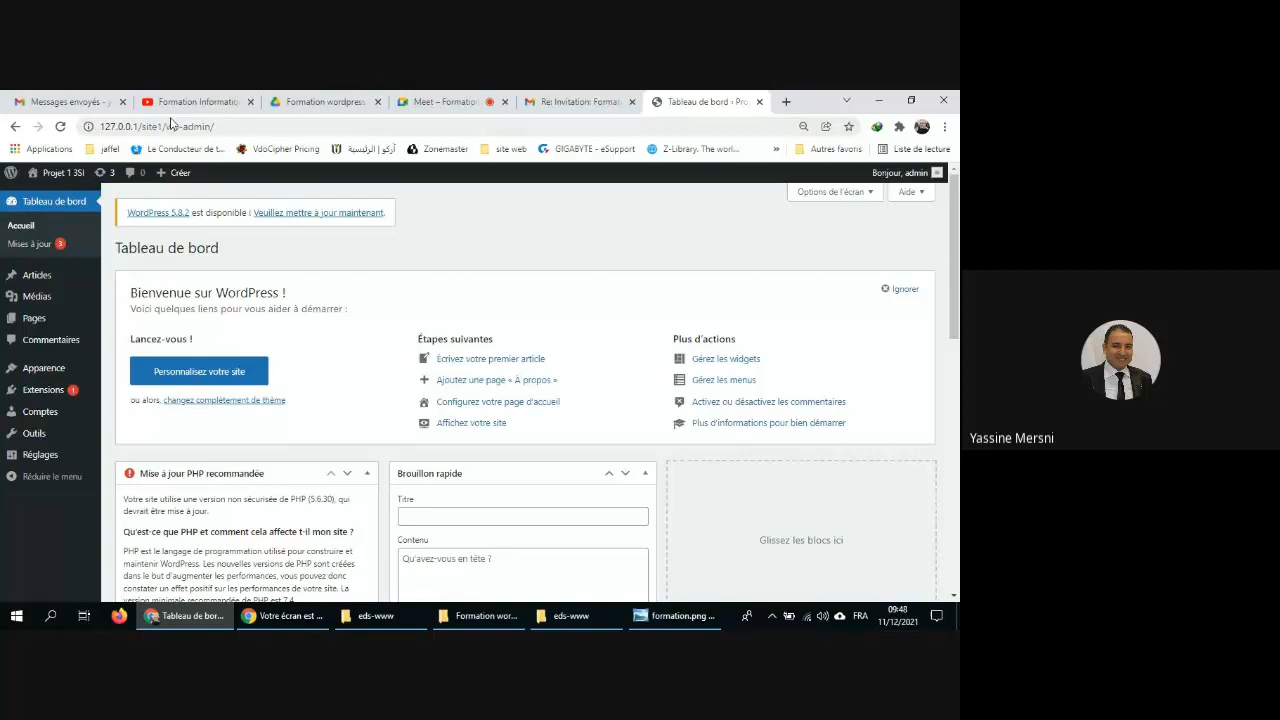 Messages envoyés - y
Formation Informatiq
Formation wordpress
Meet – Formation
Re: Invitation: Format
Tableau de bord ‹ Pro
127.0.0.1/site1/wp-admin/
Applications
jaffel
Le Conducteur de t...
VdoCipher Pricing
أركو | الرئيسية
Zonemaster
site web
GIGABYTE - eSupport
Z-Library. The worl...
»
Autres favoris
Liste de lecture
Projet 1 3SI
3
0
Créer
Bonjour, admin
Tableau de bord
Accueil
Mises à jour 3
Articles
Médias
Pages
Commentaires
Apparence
Extensions 1
Comptes
Outils
Réglages
Réduire le menu
Options de l'écran
Aide
WordPress 5.8.2 est disponible ! Veuillez mettre à jour maintenant.
Tableau de bord
Bienvenue sur WordPress !
Voici quelques liens pour vous aider à démarrer :
Ignorer
Lancez-vous !
Personnalisez votre site
ou alors, changez complètement de thème
Étapes suivantes
Écrivez votre premier article
Ajoutez une page « À propos »
Configurez votre page d'accueil
Affichez votre site
Plus d'actions
Gérez les widgets
Gérez les menus
Activez ou désactivez les commentaires
Plus d'informations pour bien démarrer
Mise à jour PHP recommandée
Votre site utilise une version non sécurisée de PHP (5.6.30), qui
devrait être mise à jour.
Qu'est-ce que PHP et comment cela affecte t-il mon site ?
PHP est le langage de programmation utilisé pour construire et
maintenir WordPress. Les nouvelles versions de PHP sont créées
dans le but d'augmenter les performances, vous pouvez donc
constater un effet positif sur les performances de votre site. La
version minimale recommandée de PHP est 7.4.
Brouillon rapide
Titre
Contenu
Qu'avez-vous en tête ?
Glissez les blocs ici
Yassine Mersni
Tableau de bor...
Votre écran est ...
eds-www
Formation wor...
eds-www
formation.png ...
FRA
09:48
11/12/2021